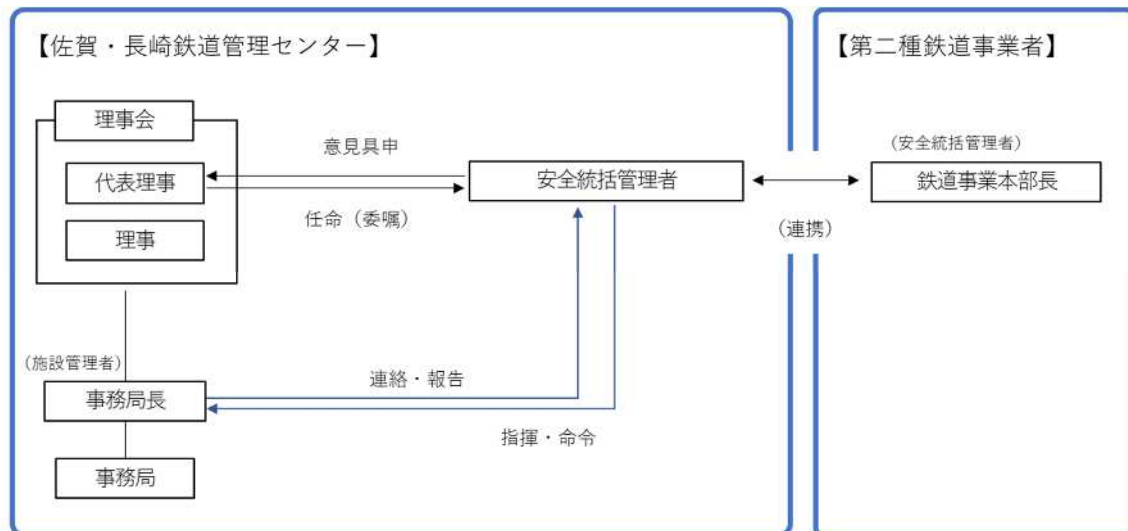 【佐賀・長崎鉄道管理センター】
【第二種鉄道事業者】
理事会
意見具申
(安全統括管理者)
代表理事
安全統括管理者
鉄道事業本部長
任命（委嘱）
(連携)
理事
(施設管理者)
連絡・報告
事務局長
指揮・命令
事務局